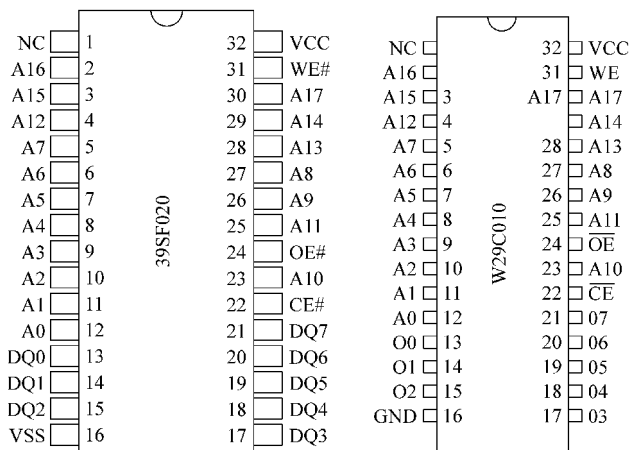 NC 1 32 VCC
A16 2 31 WE#
A15 3 30 A17
A12 4 29 A14
A7 5 28 A13
A6 6 27 A8
A5 7 26 A9
A4 8 25 A11
A3 9 24 OE#
A2 10 23 A10
A1 11 22 CE#
A0 12 21 DQ7
DQ0 13 20 DQ6
DQ1 14 19 DQ5
DQ2 15 18 DQ4
VSS 16 17 DQ3
39SF020
NC 32 VCC
A16 31 WE
A15 3 A17 A17
A12 4 A14
A7 5 28 A13
A6 6 27 A8
A5 7 26 A9
A4 8 25 A11
A3 9 24 O̅E̅
A2 10 23 A10
A1 11 22 C̅E̅
A0 12 21 07
O0 13 20 06
O1 14 19 05
O2 15 18 04
GND 16 17 03
W29C010